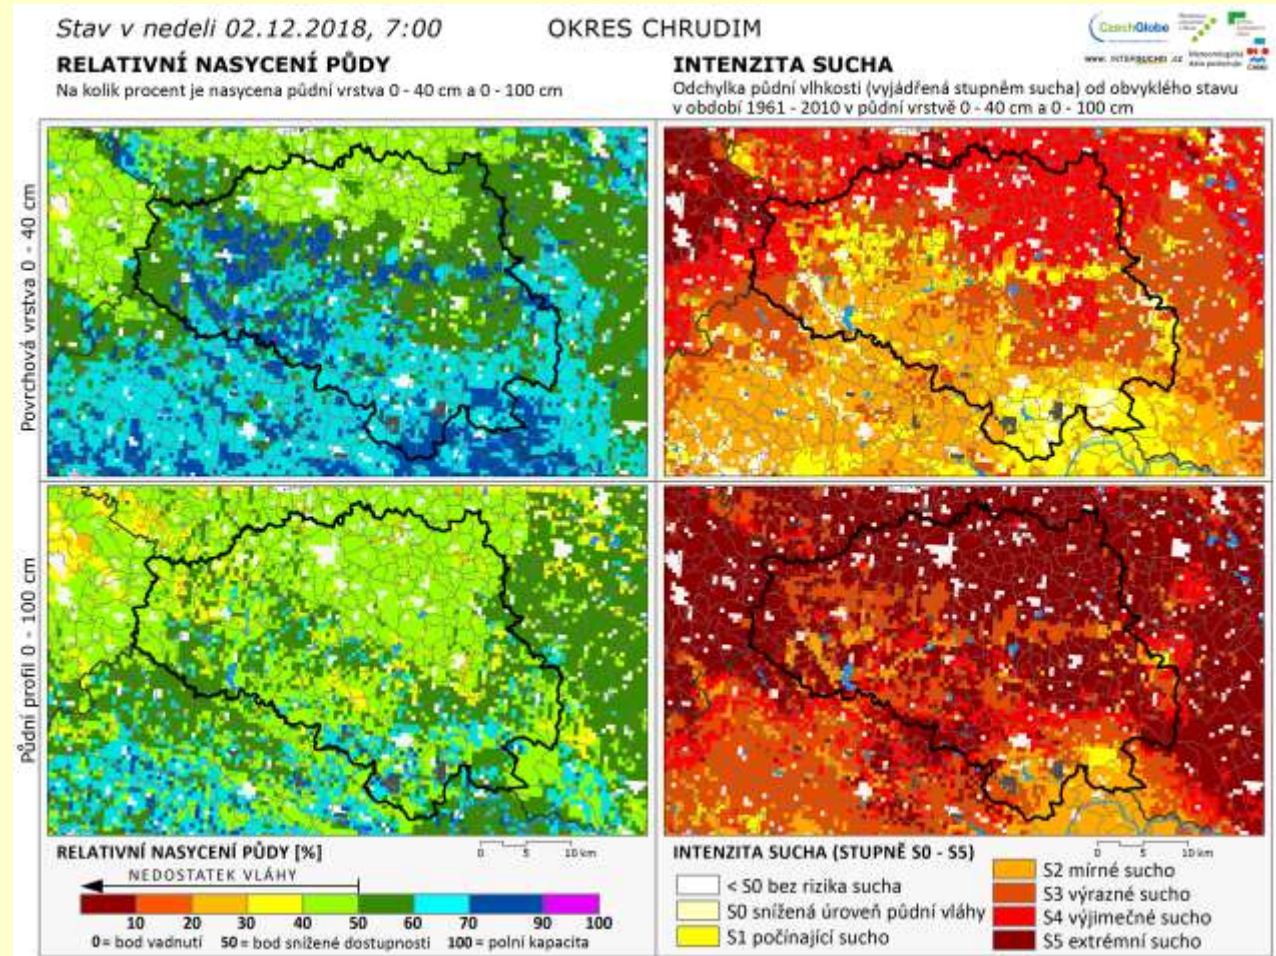 Stav v nedeli 02.12.2018, 7:00
OKRES CHRUDIM
CzechGlobe
RELATIVNÍ NASYCENÍ PŮDY
Na kolik procent je nasycena půdní vrstva 0 - 40 cm a 0 - 100 cm
INTENZITA SUCHA
Odchylka půdní vlhkosti (vyjádřená stupněm sucha) od obvyklého stavu
v období 1961 - 2010 v půdní vrstvě 0 - 40 cm a 0 - 100 cm
Povrchová vrstva 0 - 40 cm
Půdní profil 0 - 100 cm
RELATIVNÍ NASYCENÍ PŮDY [%]
NEDOSTATEK VLÁHY
0 5 10 km
10 20 30 40 50 60 70 90 100
0 = bod vadnutí 50 = bod snížené dostupnosti 100 = polní kapacita
INTENZITA SUCHA (STUPNĚ S0 - S5)
0 5 10 km
< S0 bez rizika sucha
S0 snížená úroveň půdní vláhy
S1 počínající sucho
S2 mírné sucho
S3 výrazné sucho
S4 výjimečné sucho
S5 extrémní sucho